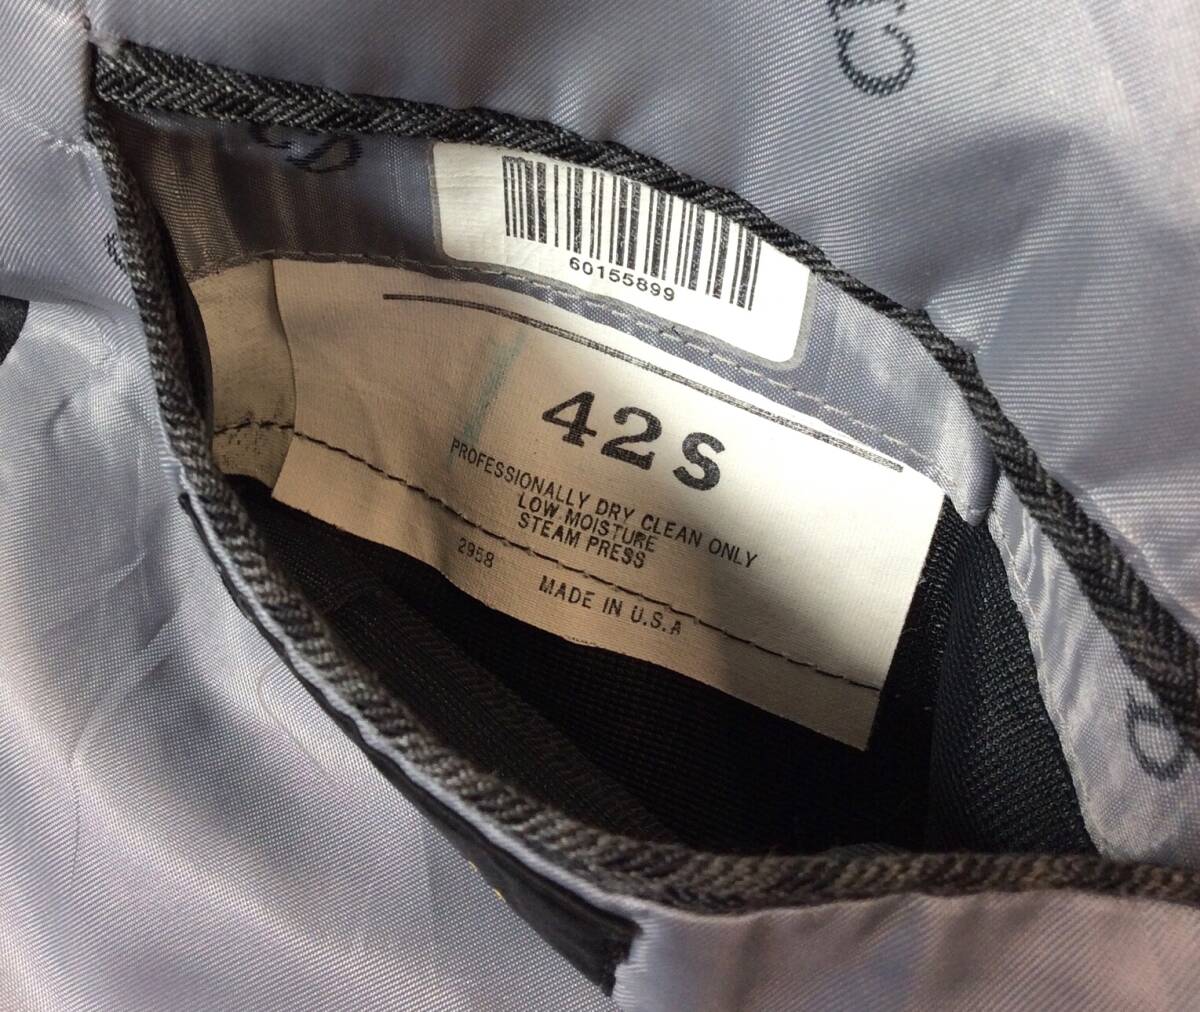 60155899
42S
PROFESSIONALLY DRY CLEAN ONLY
LOW MOISTURE
STEAM PRESS
2958 MADE IN U.S.A